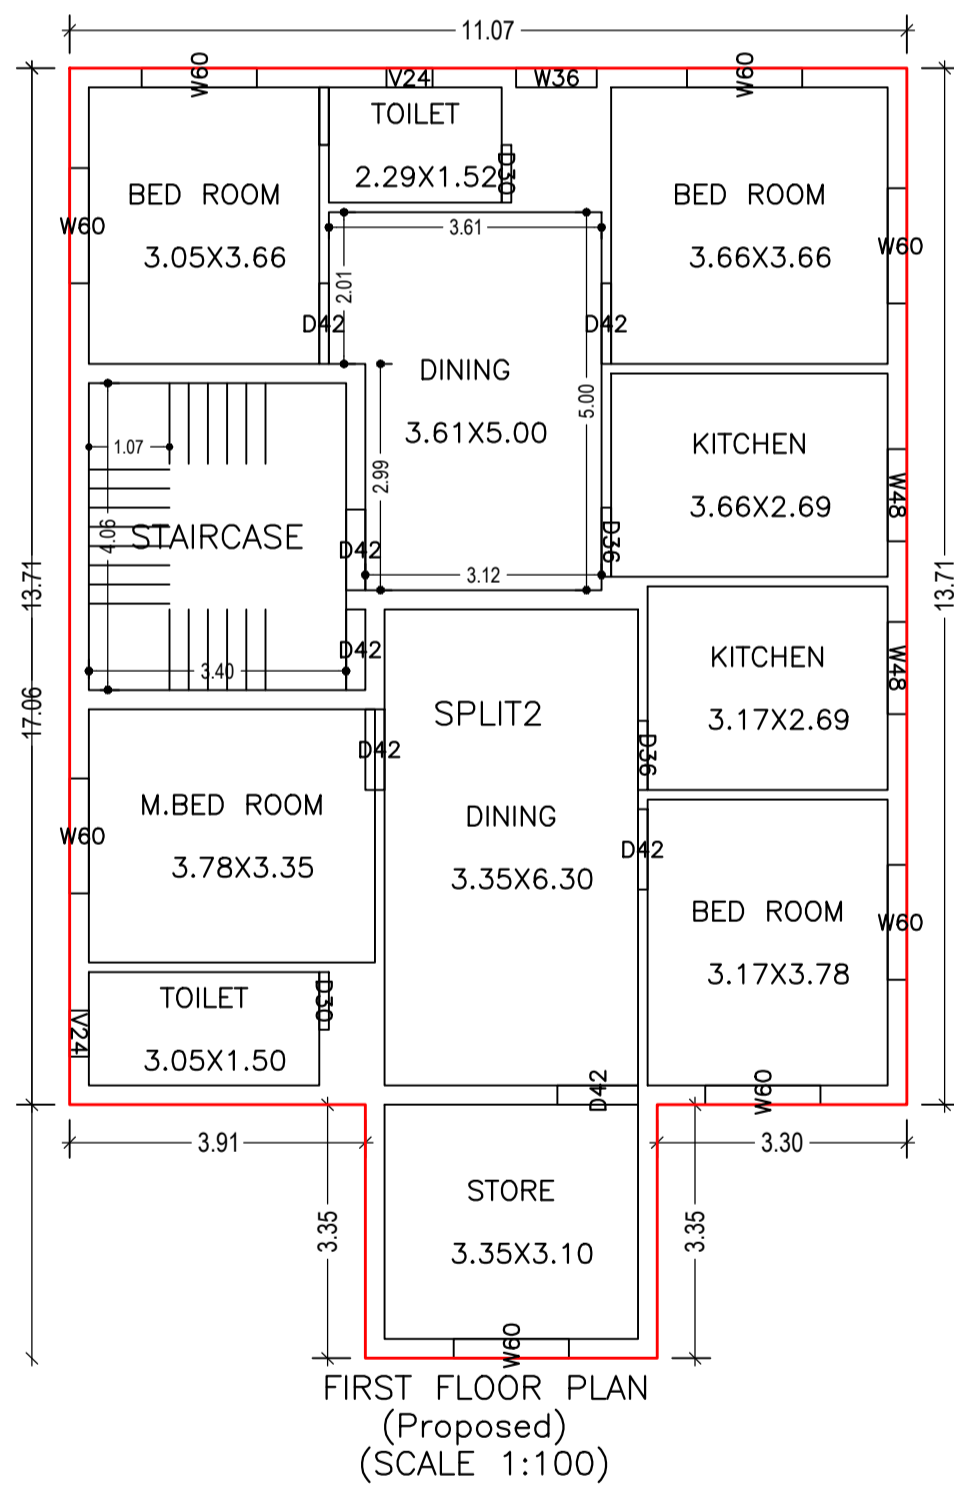 11.07
W60
V24
W36
W60
TOILET
2.29X1.52
D30
BED ROOM
3.05X3.66
BED ROOM
3.66X3.66
W60
W60
3.61
2.01
D42
D42
DINING
3.61X5.00
5.00
2.99
KITCHEN
3.66X2.69
W48
1.07
4.06
STAIRCASE
D42
D36
3.12
13.71
13.71
17.06
3.40
D42
KITCHEN
3.17X2.69
W48
SPLIT2
D42
D36
M.BED ROOM
3.78X3.35
W60
DINING
3.35X6.30
D42
BED ROOM
3.17X3.78
W60
TOILET
3.05X1.50
D30
V24
D42
W60
3.91
3.30
3.35
3.35
STORE
3.35X3.10
W60
FIRST FLOOR PLAN
(Proposed)
(SCALE 1:100)